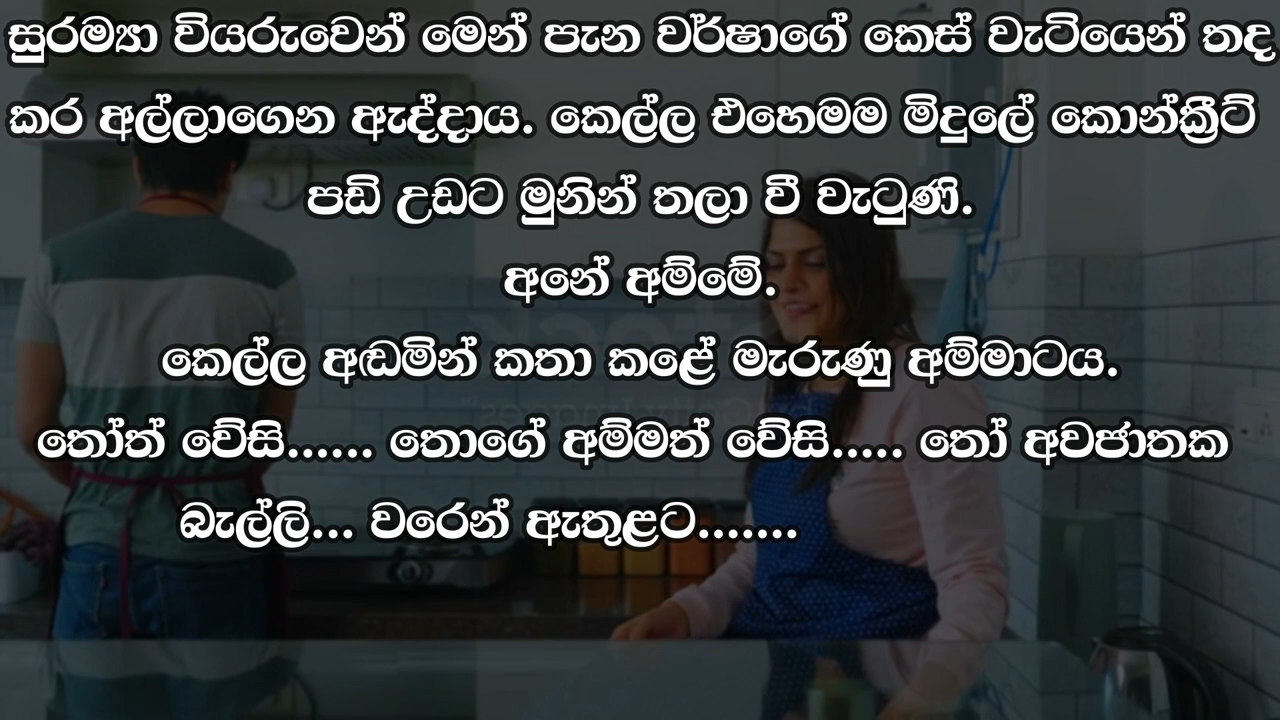 සුරම්‍යා වියරුවෙන් මෙන් පැන වර්ෂාගේ කෙස් වැටියෙන් තද
කර අල්ලාගෙන ඇද්දාය. කෙල්ල එහෙමම මිදුලේ කොන්ක්‍රීට්
පඩි උඩට මුනින් තලා වී වැටුණි.
අනේ අම්මේ.
කෙල්ල අඬමින් කතා කළේ මැරුණු අම්මාටය.
තෝත් වේසි...... තොගේ අම්මත් වේසි..... තෝ අවජාතක
බැල්ලි... වරෙන් ඇතුළට.......